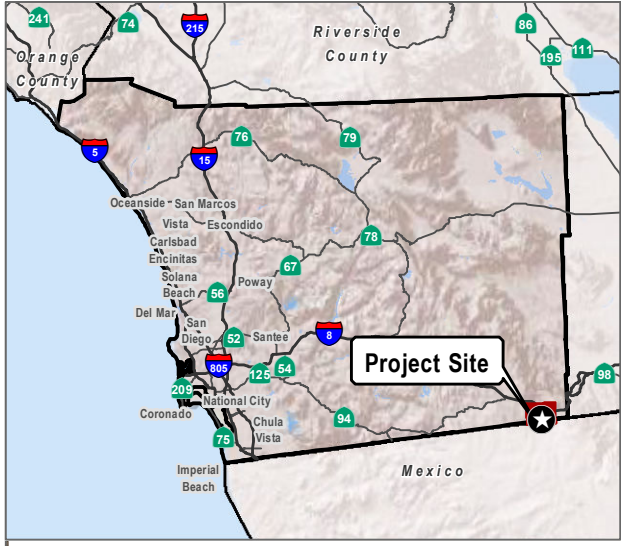 241
74
215
Riverside
County
86
195
111
Orange
County
5
15
76
79
Oceanside
San Marcos
Vista
Escondido
Carlsbad
Encinitas
Solana
Beach
Del Mar
56
Poway
67
78
San
Diego
52
Santee
8
805
125
54
Project Site
98
209
National City
Coronado
Chula
Vista
75
94
Imperial
Beach
Mexico